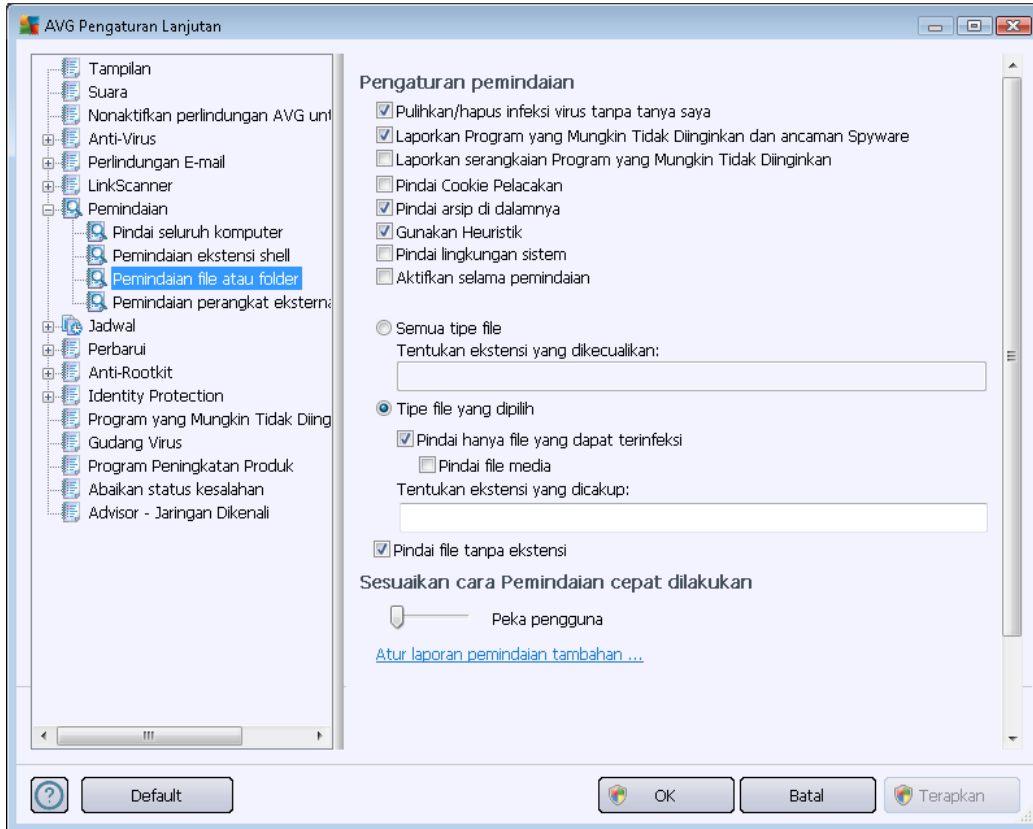 AVG Pengaturan Lanjutan
Tampilan
Suara
Nonaktifkan perlindungan AVG unt
Anti-Virus
Perlindungan E-mail
LinkScanner
Pemindaian
Pindai seluruh komputer
Pemindaian ekstensi shell
Pemindaian file atau folder
Pemindaian perangkat eksterna
Jadwal
Perbarui
Anti-Rootkit
Identity Protection
Program yang Mungkin Tidak Diing
Gudang Virus
Program Peningkatan Produk
Abaikan status kesalahan
Advisor - Jaringan Dikenali
Pengaturan pemindaian
Pulihkan/hapus infeksi virus tanpa tanya saya
Laporkan Program yang Mungkin Tidak Diinginkan dan ancaman Spyware
Laporkan serangkaian Program yang Mungkin Tidak Diinginkan
Pindai Cookie Pelacakan
Pindai arsip di dalamnya
Gunakan Heuristik
Pindai lingkungan sistem
Aktifkan selama pemindaian
Semua tipe file
Tentukan ekstensi yang dikecualikan:
Tipe file yang dipilih
Pindai hanya file yang dapat terinfeksi
Pindai file media
Tentukan ekstensi yang dicakup:
Pindai file tanpa ekstensi
Sesuaikan cara Pemindaian cepat dilakukan
Peka pengguna
Atur laporan pemindaian tambahan ...
Default
OK
Batal
Terapkan